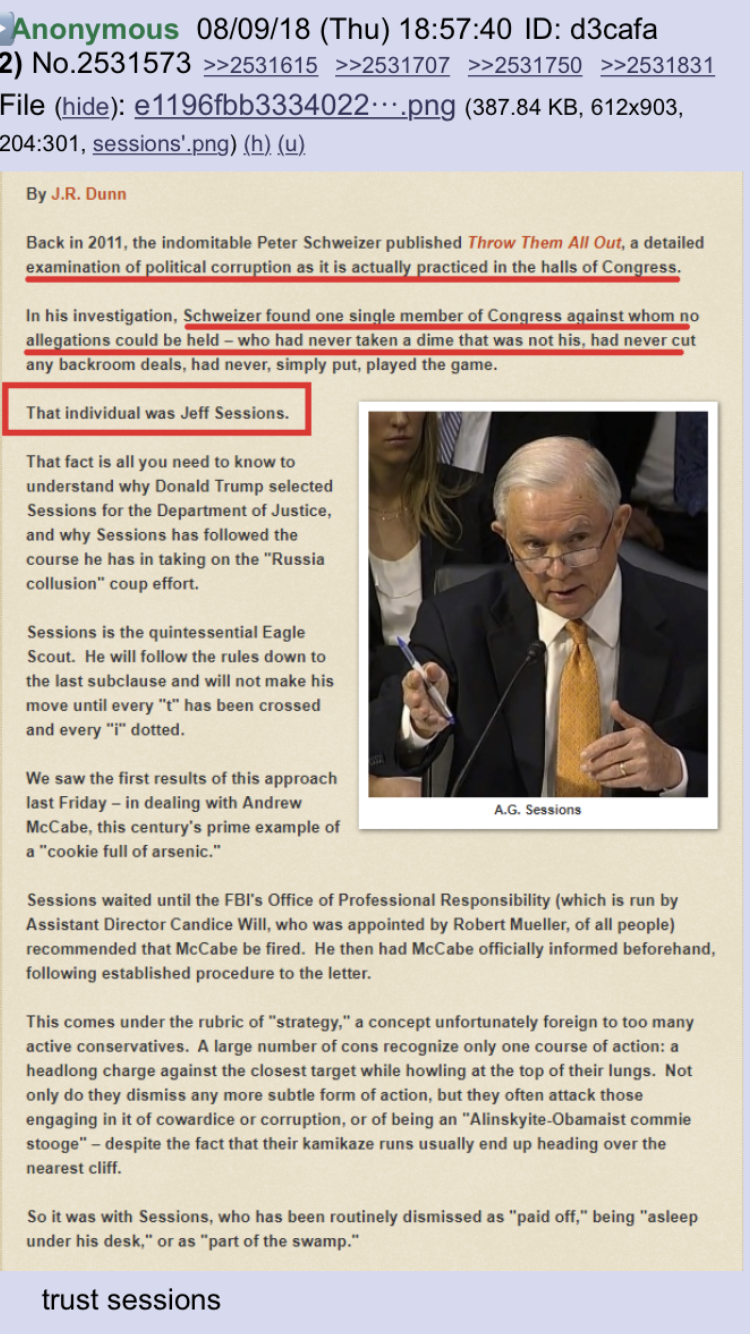 Anonymous 08/09/18 (Thu) 18:57:40 ID: d3cafa
2) No.2531573 >>2531615 >>2531707 >>2531750 >>2531831
File (hide): e1196fbb3334022⋯.png (387.84 KB, 612x903,
204:301, sessions'.png) (h) (u)
By J.R. Dunn
Back in 2011, the indomitable Peter Schweizer published Throw Them All Out, a detailed
examination of political corruption as it is actually practiced in the halls of Congress.
In his investigation, Schweizer found one single member of Congress against whom no
allegations could be held – who had never taken a dime that was not his, had never cut
any backroom deals, had never, simply put, played the game.
That individual was Jeff Sessions.
That fact is all you need to know to
understand why Donald Trump selected
Sessions for the Department of Justice,
and why Sessions has followed the
course he has in taking on the "Russia
collusion" coup effort.
Sessions is the quintessential Eagle
Scout. He will follow the rules down to
the last subclause and will not make his
move until every "t" has been crossed
and every "i" dotted.
We saw the first results of this approach
last Friday – in dealing with Andrew
McCabe, this century's prime example of
a "cookie full of arsenic."
A.G. Sessions
Sessions waited until the FBI's Office of Professional Responsibility (which is run by
Assistant Director Candice Will, who was appointed by Robert Mueller, of all people)
recommended that McCabe be fired. He then had McCabe officially informed beforehand,
following established procedure to the letter.
This comes under the rubric of "strategy," a concept unfortunately foreign to too many
active conservatives. A large number of cons recognize only one course of action: a
headlong charge against the closest target while howling at the top of their lungs. Not
only do they dismiss any more subtle form of action, but they often attack those
engaging in it of cowardice or corruption, or of being an "Alinskyite-Obamaist commie
stooge" – despite the fact that their kamikaze runs usually end up heading over the
nearest cliff.
So it was with Sessions, who has been routinely dismissed as "paid off," being "asleep
under his desk," or as "part of the swamp."
trust sessions